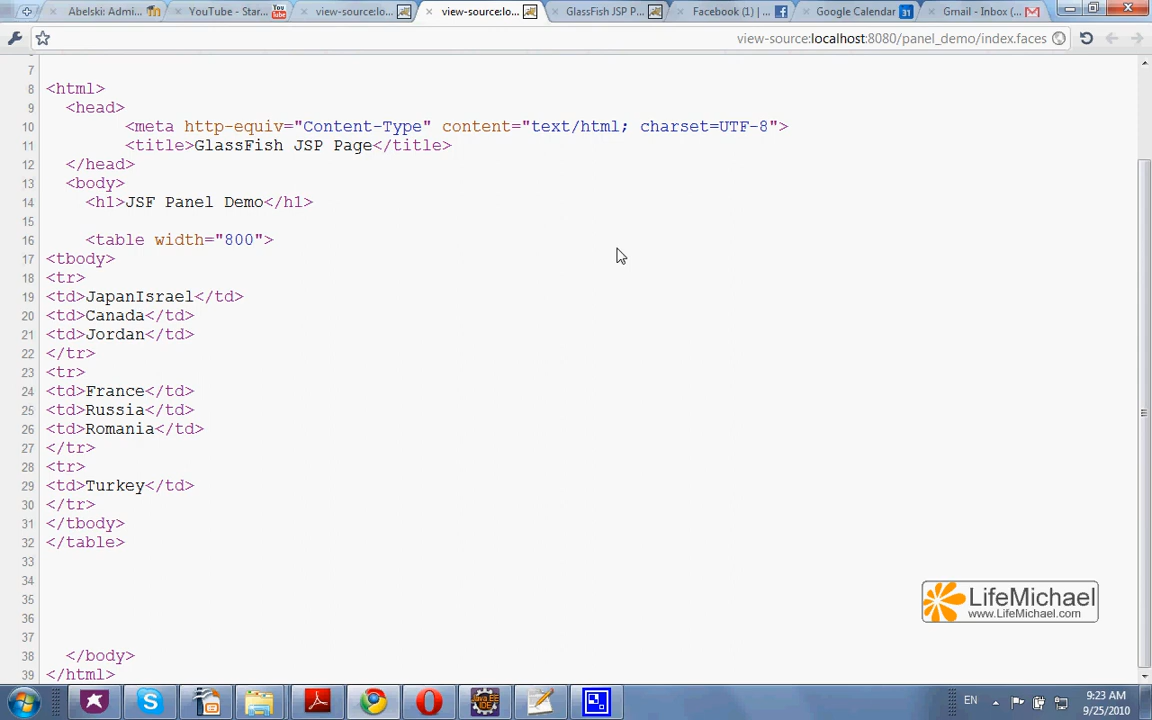 Abelski: Admi...
YouTube - Star...
view-source:lo...
view-source:lo...
GlassFish JSP P...
Facebook (1) | ...
Google Calendar
31
Gmail - Inbox (...
view-source:localhost:8080/panel_demo/index.faces
7
8 <html>
9 <head>
10 <meta http-equiv="Content-Type" content="text/html; charset=UTF-8">
11 <title>GlassFish JSP Page</title>
12 </head>
13 <body>
14 <h1>JSF Panel Demo</h1>
15
16 <table width="800">
17 <tbody>
18 <tr>
19 <td>JapanIsrael</td>
20 <td>Canada</td>
21 <td>Jordan</td>
22 </tr>
23 <tr>
24 <td>France</td>
25 <td>Russia</td>
26 <td>Romania</td>
27 </tr>
28 <tr>
29 <td>Turkey</td>
30 </tr>
31 </tbody>
32 </table>
33
34
35
36
37
38 </body>
39 </html>
LifeMichael
www.LifeMichael.com
EN
9:23 AM
9/25/2010